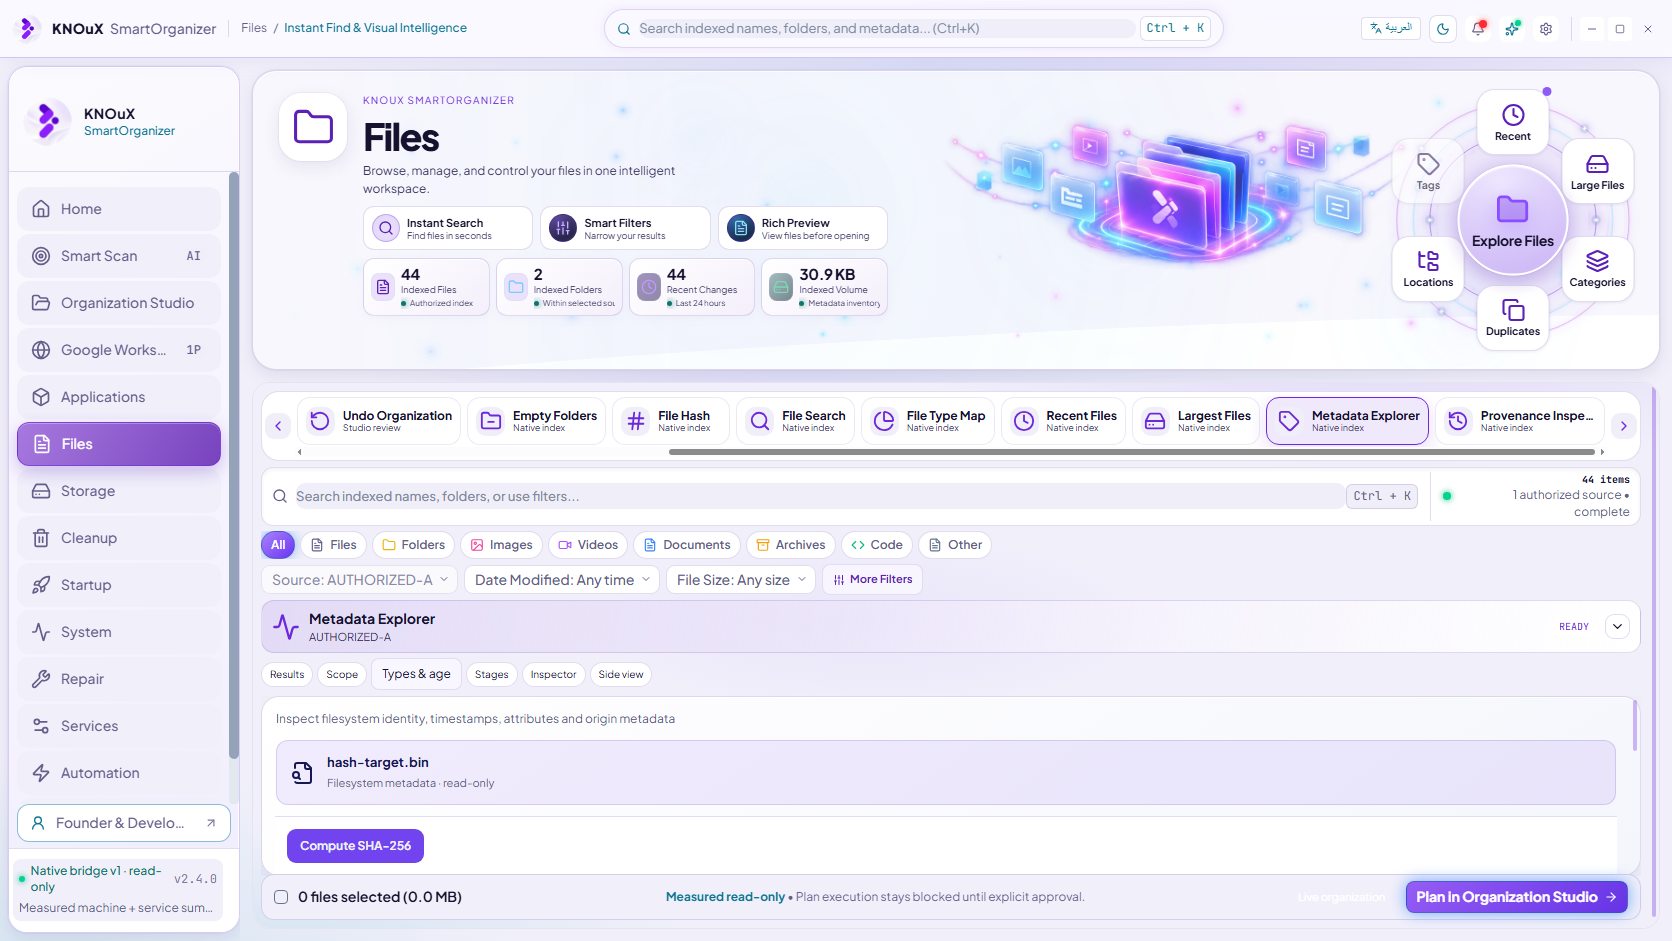 KNOuX SmartOrganizer
Files / Instant Find & Visual Intelligence
Search indexed names, folders, and metadata... (Ctrl+K)
Ctrl + K
العربية
KNOuX
SmartOrganizer
Home
Smart Scan AI
Organization Studio
Google Works... 1P
Applications
Files
Storage
Cleanup
Startup
System
Repair
Services
Automation
Founder & Develo...
Native bridge v1 · read-only
v2.4.0
Measured machine + service sum...
KNOUX SMARTORGANIZER
Files
Browse, manage, and control your files in one intelligent
workspace.
Instant Search
Find files in seconds
Smart Filters
Narrow your results
Rich Preview
View files before opening
44
Indexed Files
Authorized index
2
Indexed Folders
Within selected sou
44
Recent Changes
Last 24 hours
30.9 KB
Indexed Volume
Metadata inventory
Recent
Tags
Large Files
Explore Files
Locations
Categories
Duplicates
Undo Organization
Studio review
Empty Folders
Native index
File Hash
Native index
File Search
Native index
File Type Map
Native index
Recent Files
Native index
Largest Files
Native index
Metadata Explorer
Native index
Provenance Inspe...
Native index
Search indexed names, folders, or use filters...
Ctrl + K
44 items
1 authorized source •
complete
All
Files
Folders
Images
Videos
Documents
Archives
Code
Other
Source: AUTHORIZED-A
Date Modified: Any time
File Size: Any size
More Filters
Metadata Explorer
AUTHORIZED-A
READY
Results
Scope
Types & age
Stages
Inspector
Side view
Inspect filesystem identity, timestamps, attributes and origin metadata
hash-target.bin
Filesystem metadata · read-only
Compute SHA-256
0 files selected (0.0 MB)
Measured read-only • Plan execution stays blocked until explicit approval.
Live organization
Plan in Organization Studio